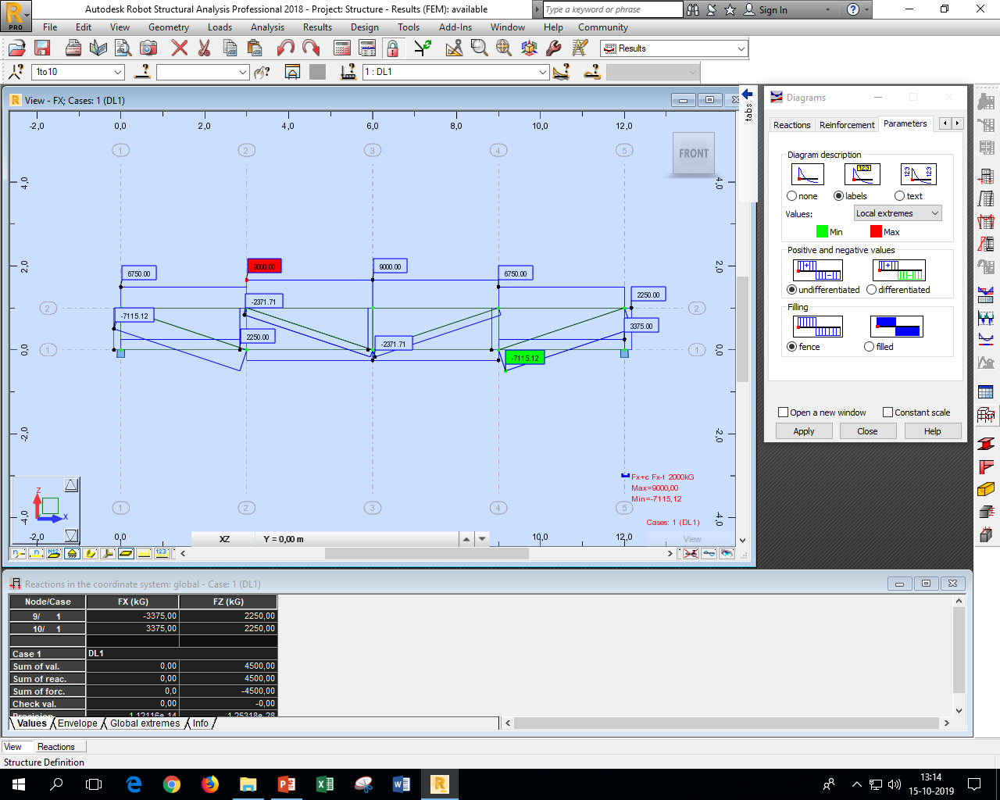 PRO
Autodesk Robot Structural Analysis Professional 2018 - Project: Structure - Results (FEM): available
Type a keyword or phrase
Sign In
File Edit View Geometry Loads Analysis Results Design Tools Add-Ins Window Help Community
Results
1to10
1 : DL1
View - FX; Cases: 1 (DL1)
tabs
-2,0 0,0 2,0 4,0 6,0 8,0 10,0 12,0
1 2 3 4 5
FRONT
4,0 4,0
2,0 2,0
6750.00 9000.00 9000.00 6750.00
-2371.71 2250.00
2 2
-7115.12 3375.00
2250.00 -2371.71
0,0 1 1 0,0
-7115.12
-2,0 -2,0
Fx+c Fx-t 2000kG
Max=9000,00
Min=-7115,12
Z
X
1 2 3 4 5
Cases: 1 (DL1)
-4,0 -4,0
-2,0 0,0 XZ Y = 0,00 m 10,0 12,0 View
Diagrams
Reactions Reinforcement Parameters
Diagram description
none labels text
Values: Local extremes
Min Max
Positive and negative values
undifferentiated differentiated
Filling
fence filled
Open a new window Constant scale
Apply Close Help
Reactions in the coordinate system: global - Case: 1 (DL1)
Node/Case FX (kG) FZ (kG)
9/ 1 -3375,00 2250,00
10/ 1 3375,00 2250,00
Case 1 DL1
Sum of val. 0,00 4500,00
Sum of reac. 0,00 4500,00
Sum of forc. 0,0 -4500,00
Check val. 0,00 -0,00
Precision 1,12116e-14 1,25318e-28
Values Envelope Global extremes Info
View Reactions
Structure Definition
13:14
15-10-2019